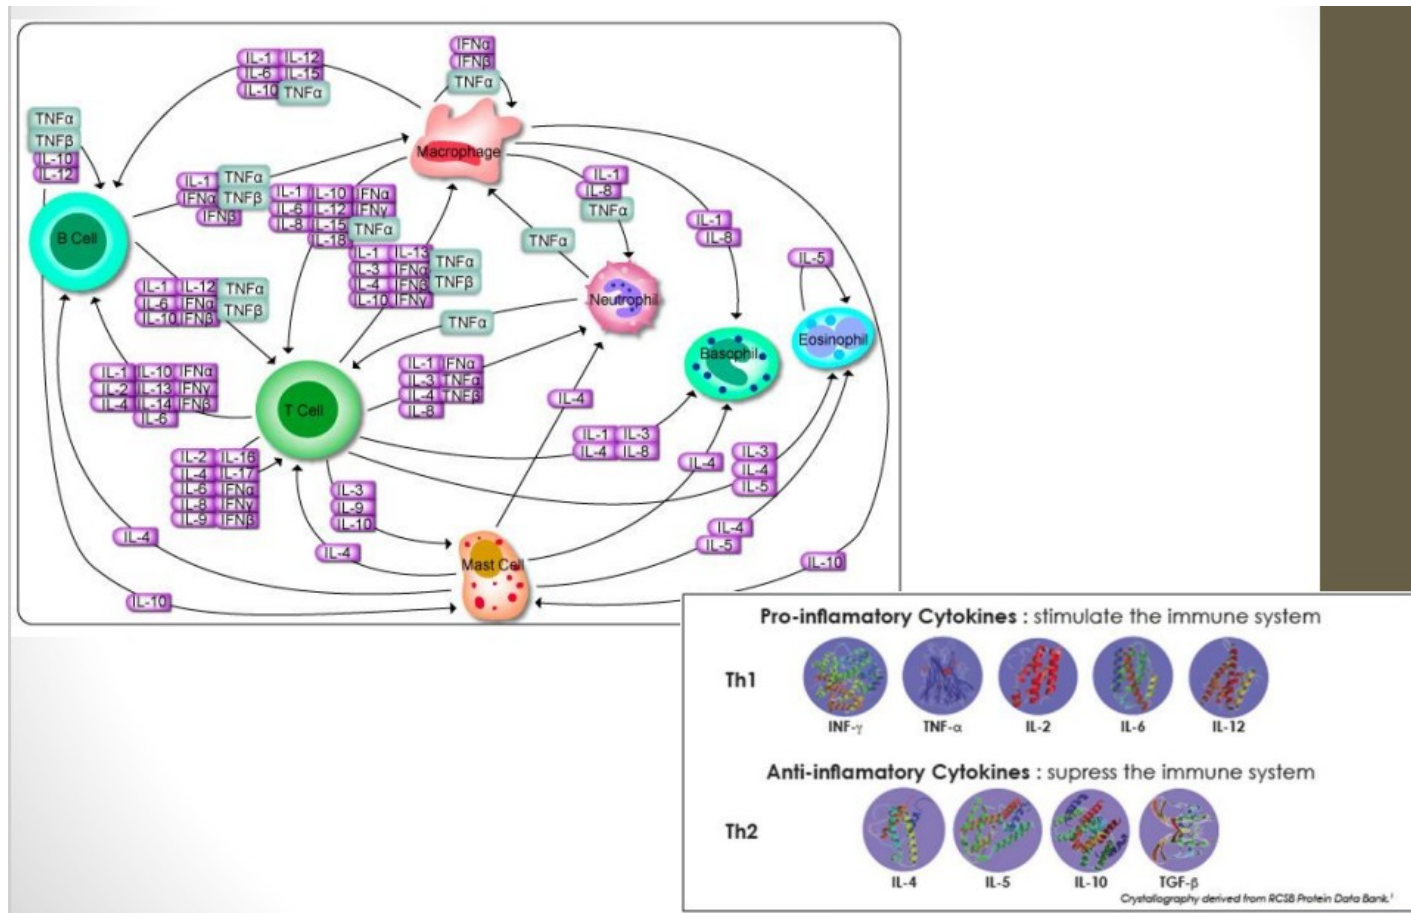 IFNα
IFNβ
TNFα
IL-1 IL-12
IL-6 IL-15
IL-10 TNFα
TNFα
TNFβ
IL-10
IL-12
Macrophage
IL-1 TNFα
IFNα TNFβ
IFNβ
IL-1 IL-10 IFNα
IL-6 IL-12 IFNγ
IL-8 IL-15 TNFα
IL-18
IL-1
IL-8
TNFα
IL-1
IL-8
B Cell
TNFα
IL-1 IL-13 TNFα
IL-3 IFNα TNFβ
IL-4 IFNβ
IL-10 IFNγ
IL-5
IL-1 IL-12 TNFα
IL-6 IFNα TNFβ
IL-10 IFNβ
Neutrophil
TNFα
Eosinophil
Basophil
IL-1 IL-10 IFNα
IL-2 IL-13 IFNγ
IL-4 IL-14 IFNβ
IL-6
T Cell
IL-1 IFNα
IL-3 TNFα
IL-4 TNFβ
IL-8
IL-4
IL-1 IL-3
IL-4 IL-8
IL-4
IL-3
IL-4
IL-5
IL-2 IL-16
IL-4 IL-17
IL-6 IFNα
IL-8 IFNγ
IL-9 IFNβ
IL-3
IL-9
IL-10
IL-4
IL-4
IL-4
IL-5
Mast Cell
IL-10
IL-10
Pro-inflamatory Cytokines : stimulate the immune system
Th1
INF-γ TNF-α IL-2 IL-6 IL-12
Anti-inflamatory Cytokines : supress the immune system
Th2
IL-4 IL-5 IL-10 TGF-β
Crystallography derived from RCSB Protein Data Bank.¹